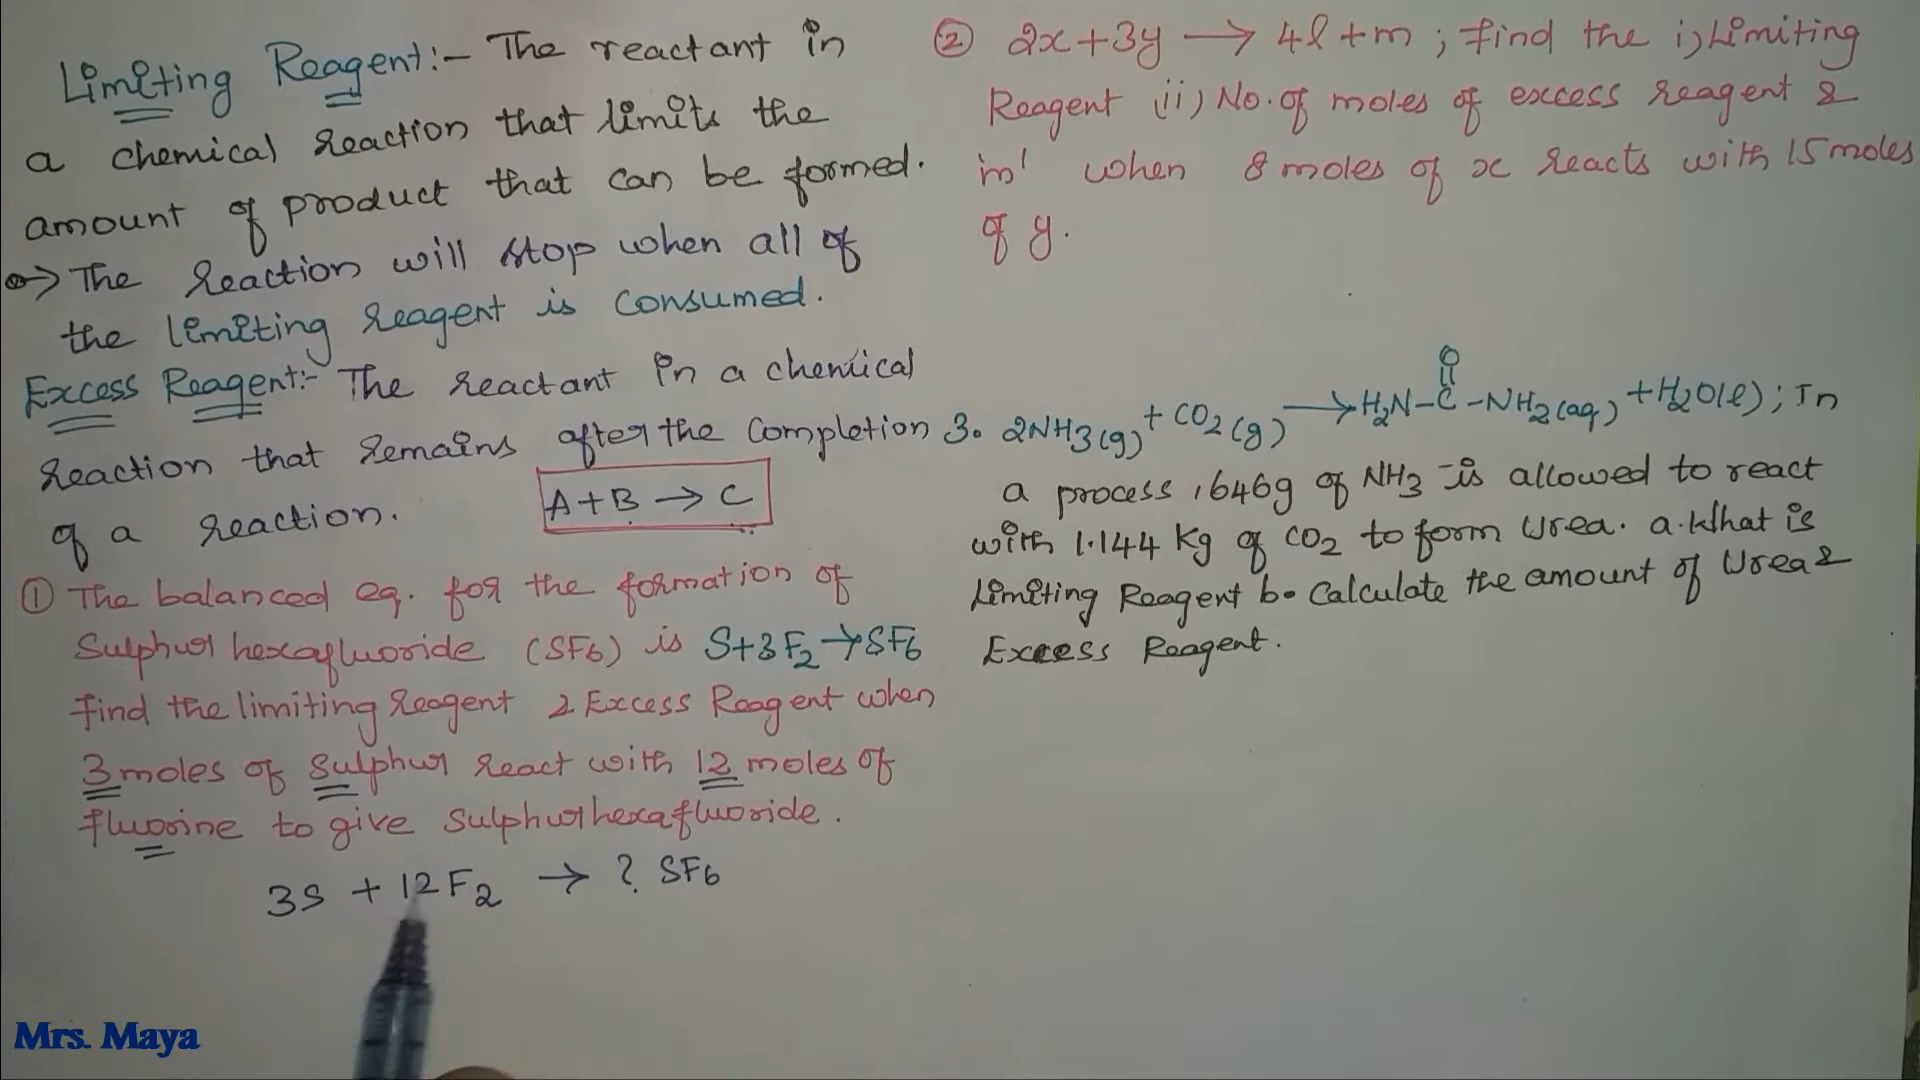 Limiting Reagent:- The reactant in
a chemical reaction that limits the
amount of product that can be formed.
=> The reaction will stop when all of
the limiting reagent is consumed.
Excess Reagent:- The reactant in a chemical
reaction that remains after the completion
of a reaction.
A+B → C
① The balanced eq. for the formation of
Sulphur hexafluoride (SF6) is S+3F2→SF6
find the limiting reagent & Excess Reagent when
3 moles of sulphur react with 12 moles of
fluorine to give sulphurhexafluoride.
3S + 12F2 → ? SF6
② 2x+3y → 4l+m ; find the i) Limiting
Reagent (ii) No. of moles of excess reagent &
'm' when 8 moles of x reacts with 15 moles
of y.
O
||
3. 2NH3(g) + CO2(g) → H2N-C-NH2(aq) + H2O(l) ; In
a process, 1646g of NH3 is allowed to react
with 1.144 Kg of CO2 to form Urea. a. What is
Limiting Reagent b. Calculate the amount of Urea &
Excess Reagent.
Mrs. Maya